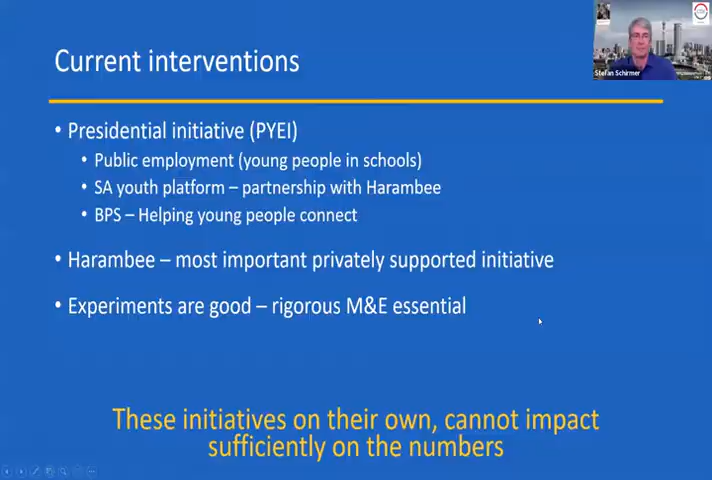 Current interventions
Stefan Schirmer
• Presidential initiative (PYEI)
• Public employment (young people in schools)
• SA youth platform – partnership with Harambee
• BPS – Helping young people connect
• Harambee – most important privately supported initiative
• Experiments are good – rigorous M&E essential
These initiatives on their own, cannot impact
sufficiently on the numbers